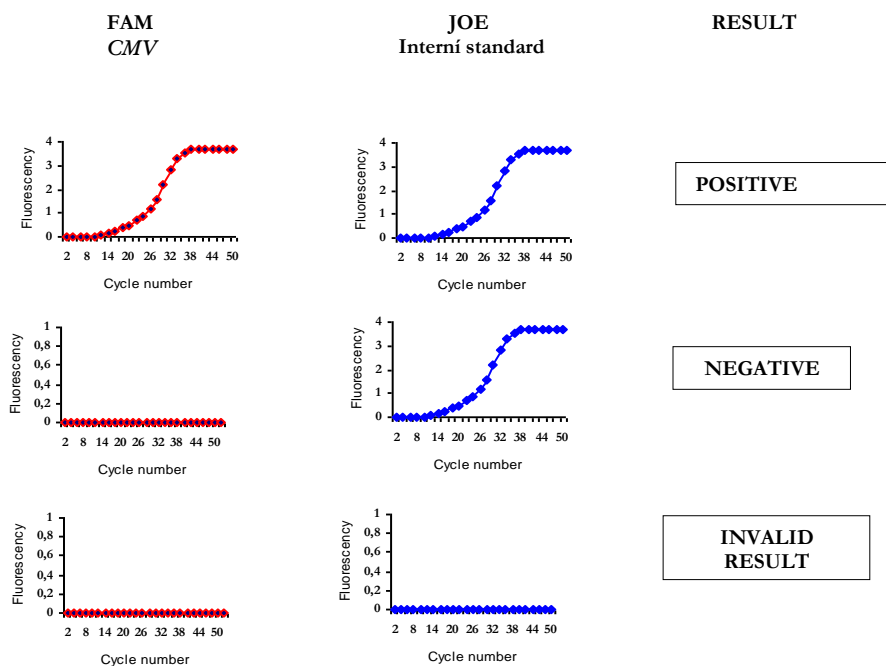 FAM JOE RESULT
CMV Interní standard
Fluorescency
4
3
2
1
0
2 8 14 20 26 32 38 44 50
Cycle number
Fluorescency
4
3
2
1
0
2 8 14 20 26 32 38 44 50
Cycle number
POSITIVE
Fluorescency
1
0,8
0,6
0,4
0,2
0
2 8 14 20 26 32 38 44 50
Cycle number
Fluorescency
4
3
2
1
0
2 8 14 20 26 32 38 44 50
Cycle number
NEGATIVE
Fluorescency
1
0,8
0,6
0,4
0,2
0
2 8 14 20 26 32 38 44 50
Cycle number
Fluorescency
1
0,8
0,6
0,4
0,2
0
2 8 14 20 26 32 38 44 50
Cycle number
INVALID
RESULT